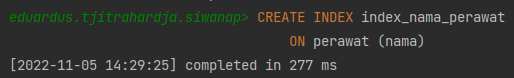 eduardus.tjitrahardja.siwanap> CREATE INDEX index_nama_perawat
ON perawat (nama)
[2022-11-05 14:29:25] completed in 277 ms